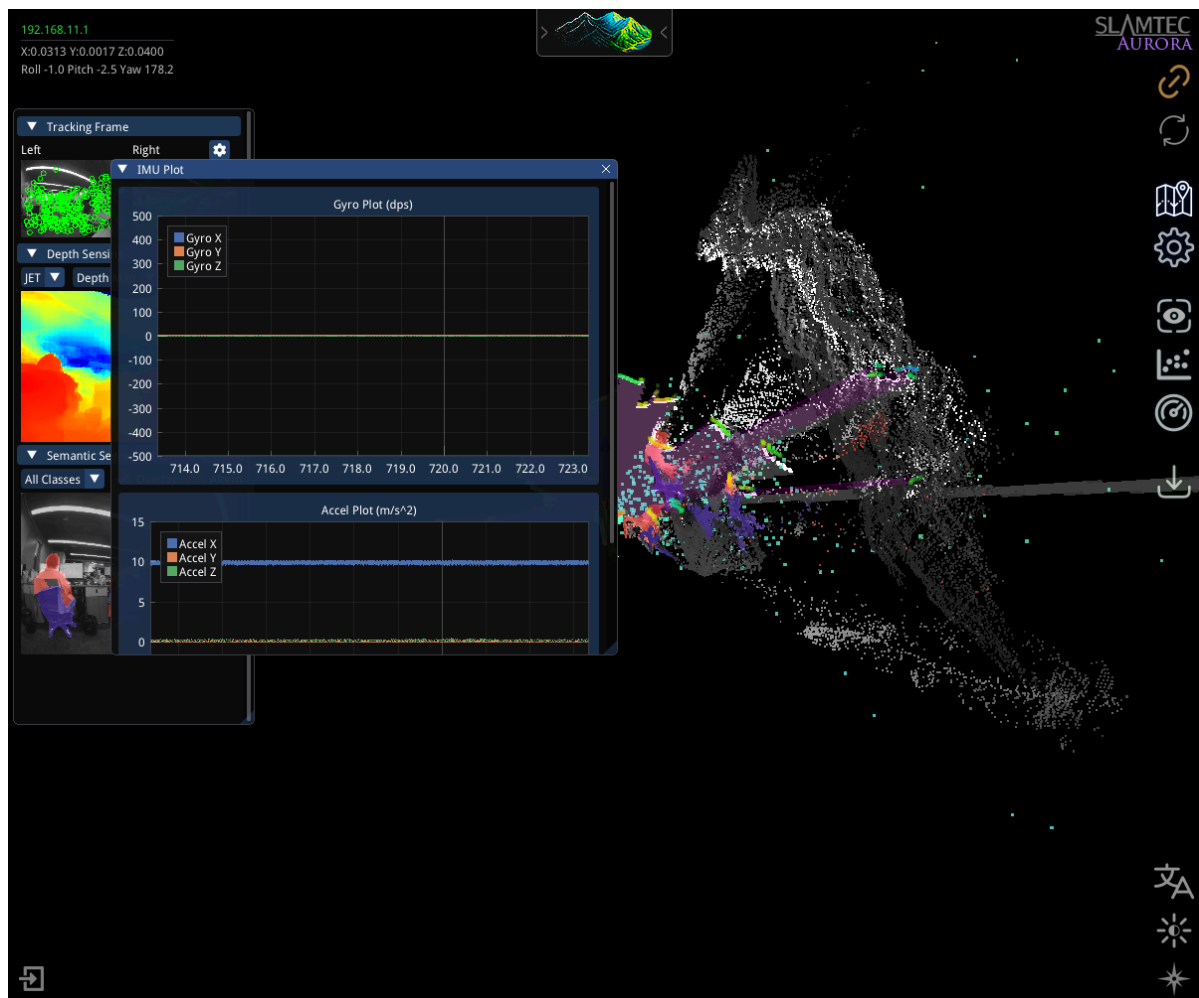 192.168.11.1
X:0.0313 Y:0.0017 Z:0.0400
Roll -1.0 Pitch -2.5 Yaw 178.2
SLAMTEC
AURORA
Tracking Frame
Left Right
IMU Plot
Gyro Plot (dps)
500
400
300
200
100
0
-100
-200
-300
-400
-500
Gyro X
Gyro Y
Gyro Z
714.0 715.0 716.0 717.0 718.0 719.0 720.0 721.0 722.0 723.0
Depth Sensi
JET Depth
Semantic Se
All Classes
Accel Plot (m/s^2)
15
10
5
0
Accel X
Accel Y
Accel Z
文A